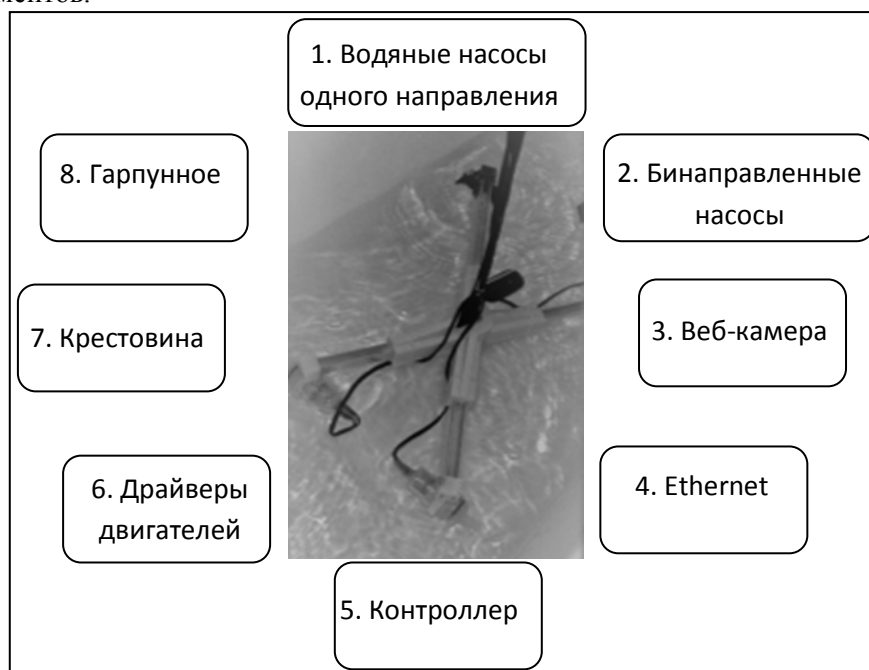 1. Водяные насосы
одного направления
8. Гарпунное
2. Бинаправленные
насосы
7. Крестовина
3. Веб-камера
6. Драйверы
двигателей
4. Ethernet
5. Контроллер